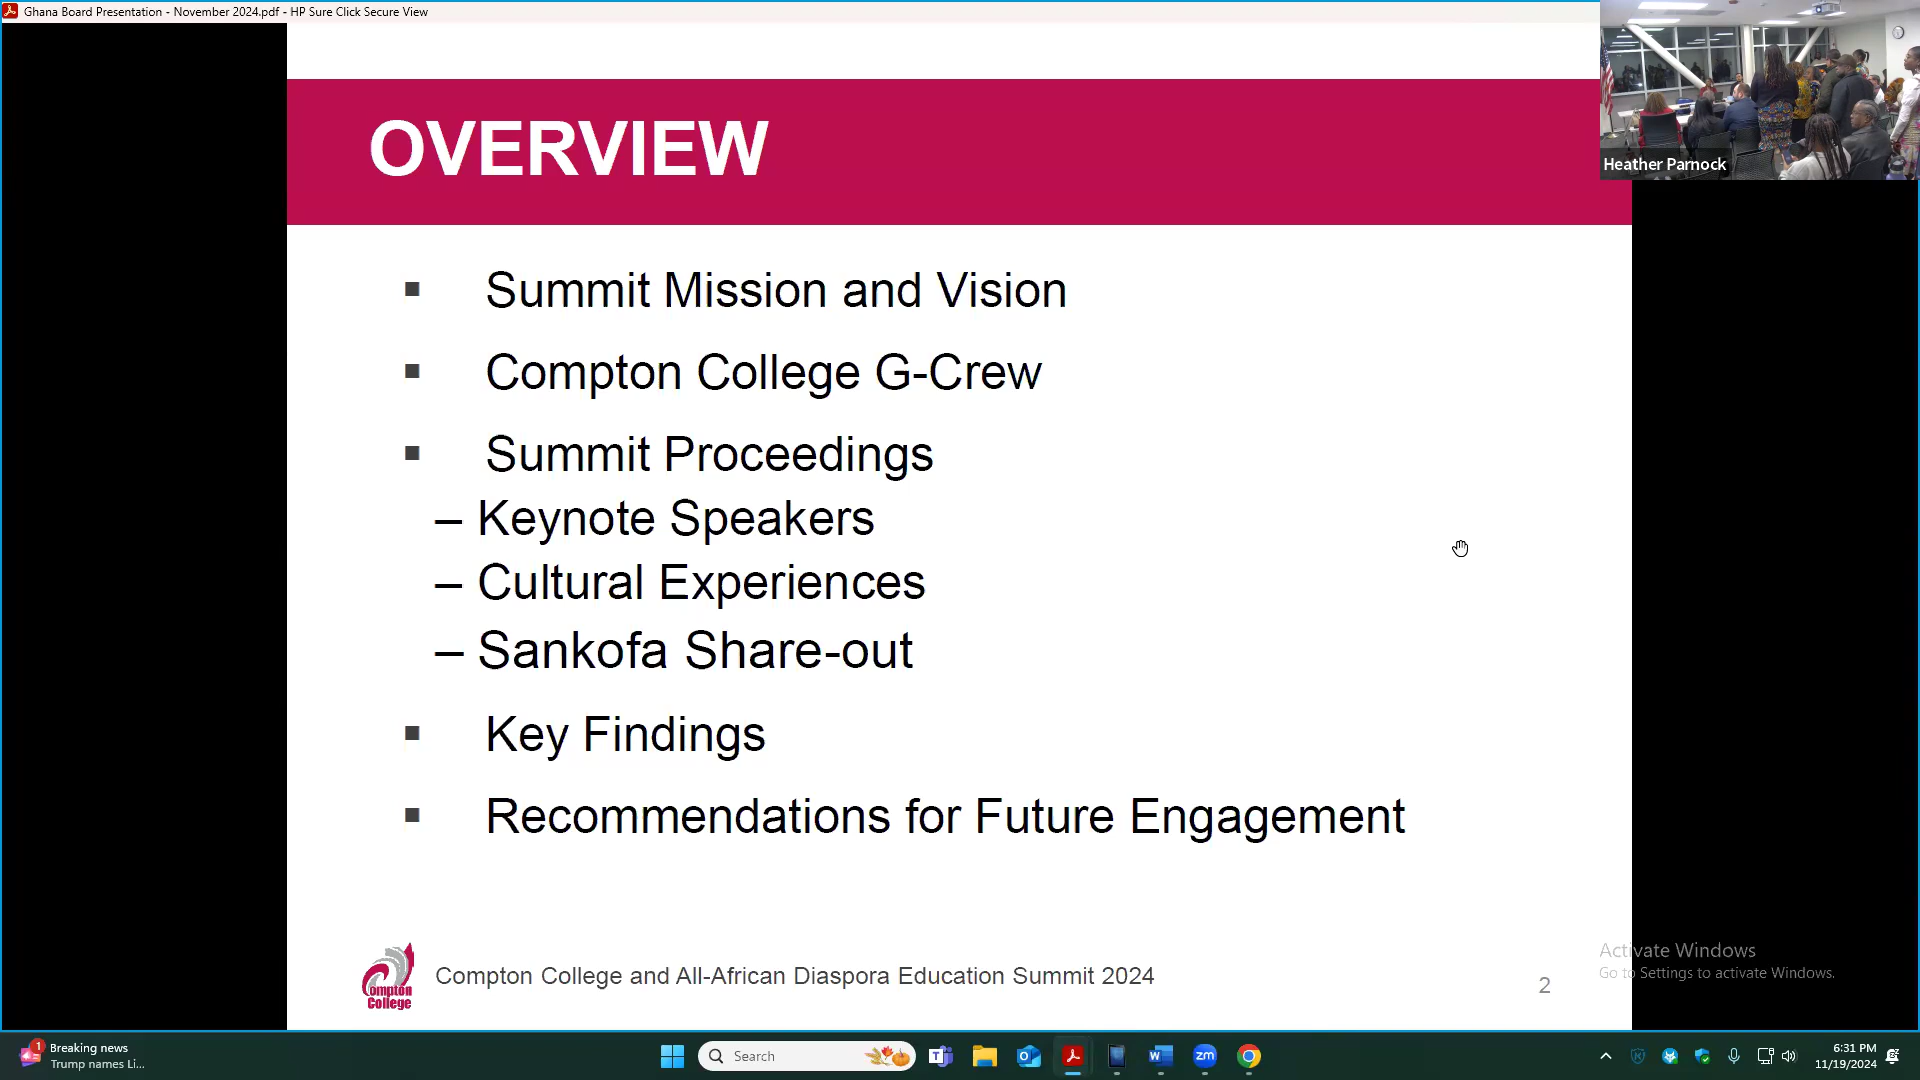 Ghana Board Presentation - November 2024.pdf - HP Sure Click Secure View
Heather Parnock
OVERVIEW
▪ Summit Mission and Vision
▪ Compton College G-Crew
▪ Summit Proceedings
– Keynote Speakers
– Cultural Experiences
– Sankofa Share-out
▪ Key Findings
▪ Recommendations for Future Engagement
Compton College
Compton College and All-African Diaspora Education Summit 2024
2
Activate Windows
Go to Settings to activate Windows.
1
Breaking news
Trump names Li...
Search
zm
6:31 PM
11/19/2024